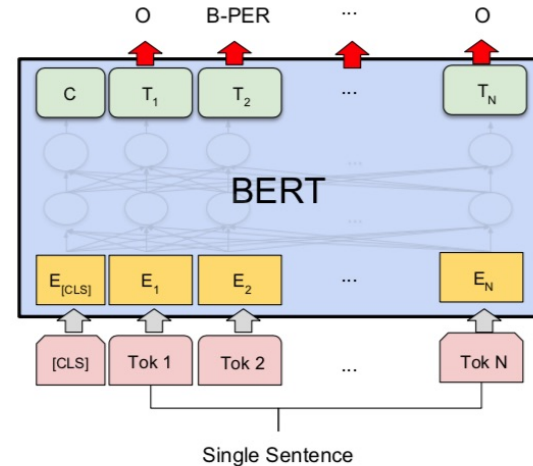 O B-PER ... O
C T1 T2 ... TN
...
BERT
...
E[CLS] E1 E2 ... EN
[CLS] Tok 1 Tok 2 ... Tok N
Single Sentence